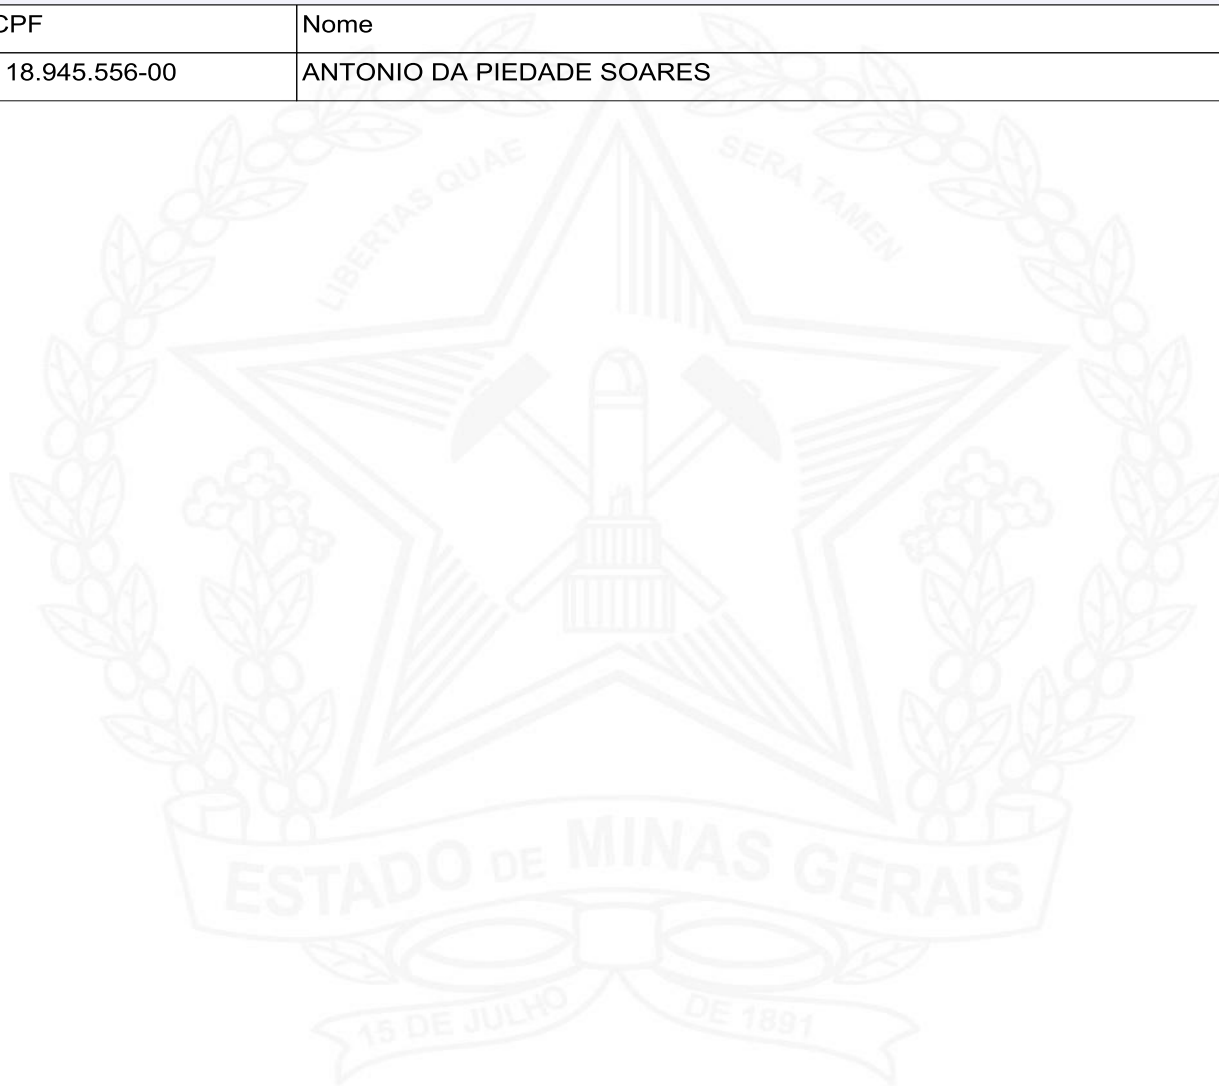 CPF Nome
18.945.556-00 ANTONIO DA PIEDADE SOARES
LIBERTAS QUAE SERA TAMEN
ESTADO DE MINAS GERAIS
15 DE JULHO DE 1891